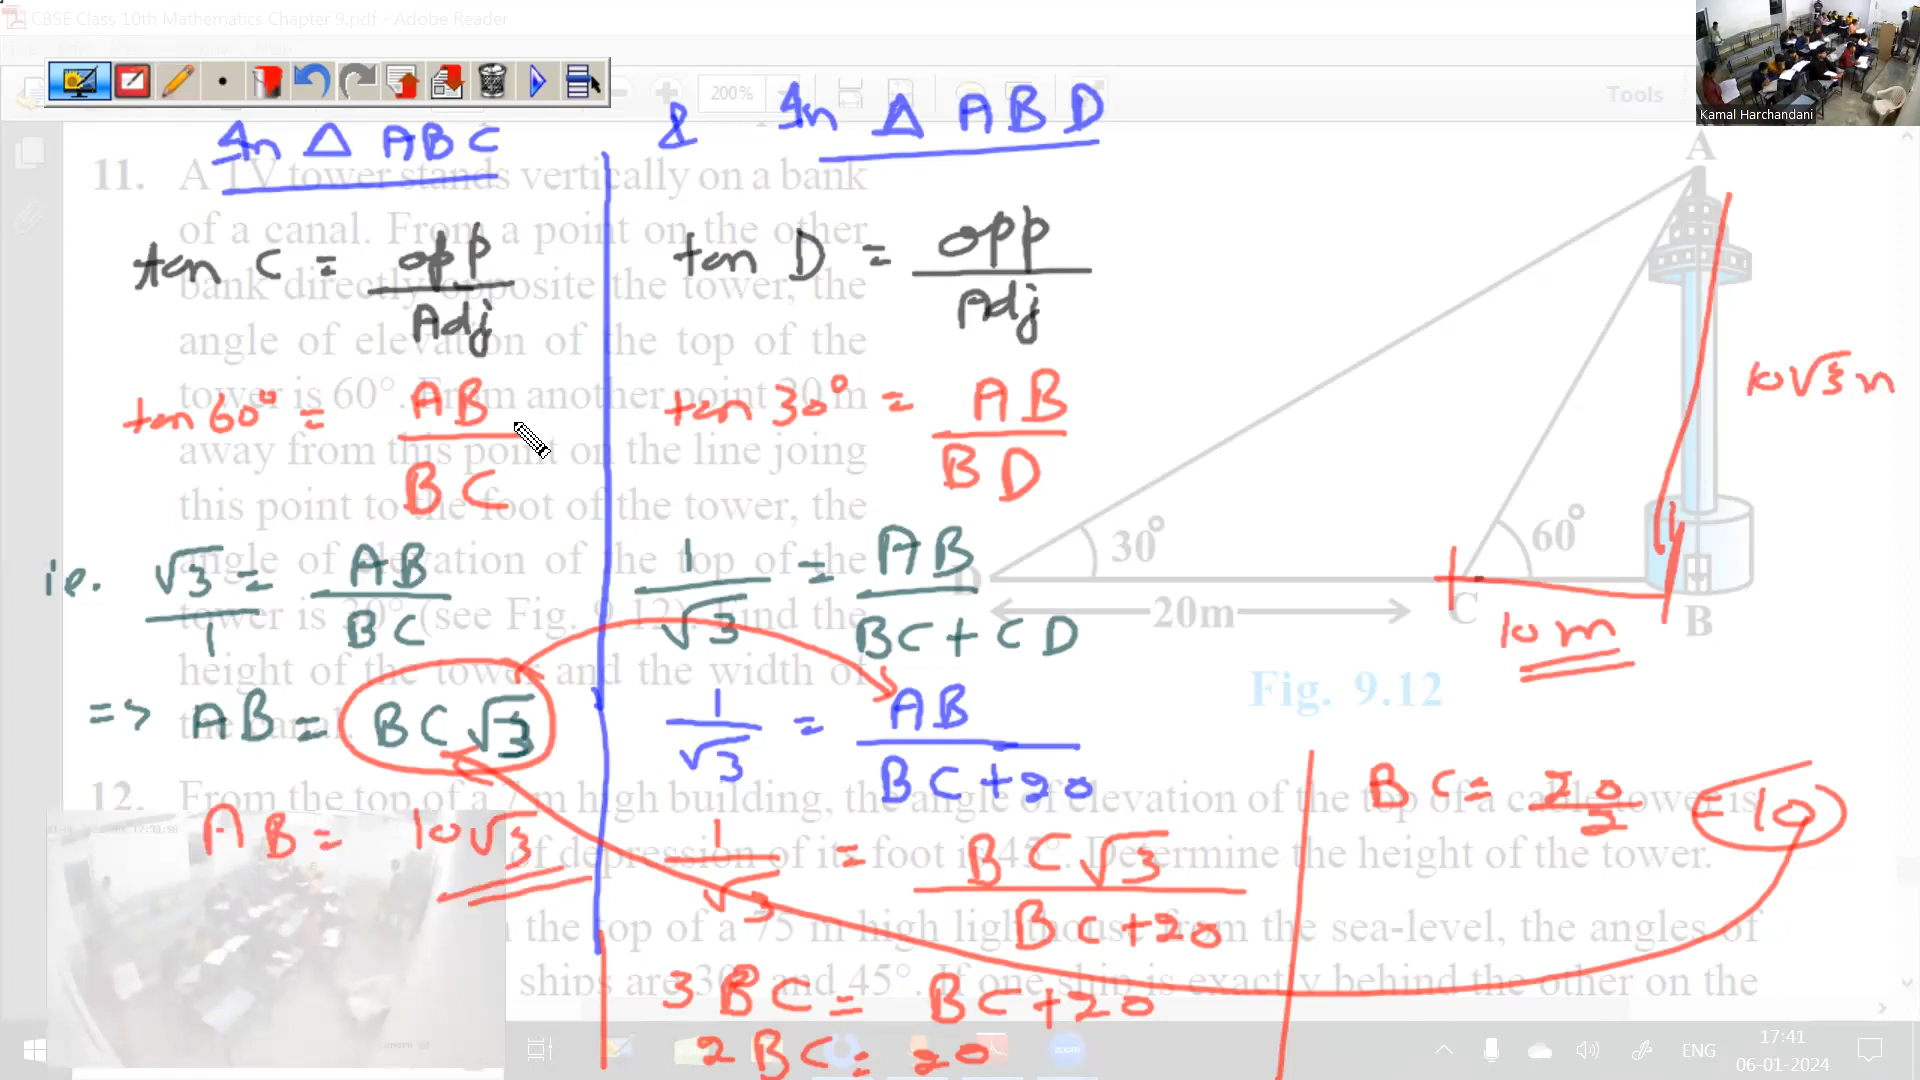 CBSE Class 10th Mathematics Chapter 9.pdf - Adobe Reader
200%
Tools
Kamal Harchandani
In △ ABC
& In △ ABD
11. A TV tower stands vertically on a bank
of a canal. From a point on the other
bank directly opposite the tower, the
angle of elevation of the top of the
tower is 60°. From another point 20 m
away from this point on the line joing
this point to the foot of the tower, the
angle of elevation of the top of the
tower is 30° (see Fig. 9.12). Find the
height of the tower and the width of
the canal.
tan C = opp / Adj
tan 60° = AB / BC
ie. √3 / 1 = AB / BC
=> AB = BC√3
AB = 10√3
tan D = opp / Adj
tan 30° = AB / BD
1 / √3 = AB / BC + CD
1 / √3 = AB / BC + 20
1 / √3 = BC√3 / BC + 20
3 BC = BC + 20
2 BC = 20
BC = 20 / 2 = 10
A
10√3 m
30°
60°
D
C
B
20m
10 m
Fig. 9.12
12. From the top of a 7 m high building, the angle of elevation of the top of a cable tower is
of depression of its foot is 45°. Determine the height of the tower.
the top of a 75 m high lighthouse from the sea-level, the angles of
ships are 30° and 45°. If one ship is exactly behind the other on the
zoom
ENG
17:41
06-01-2024